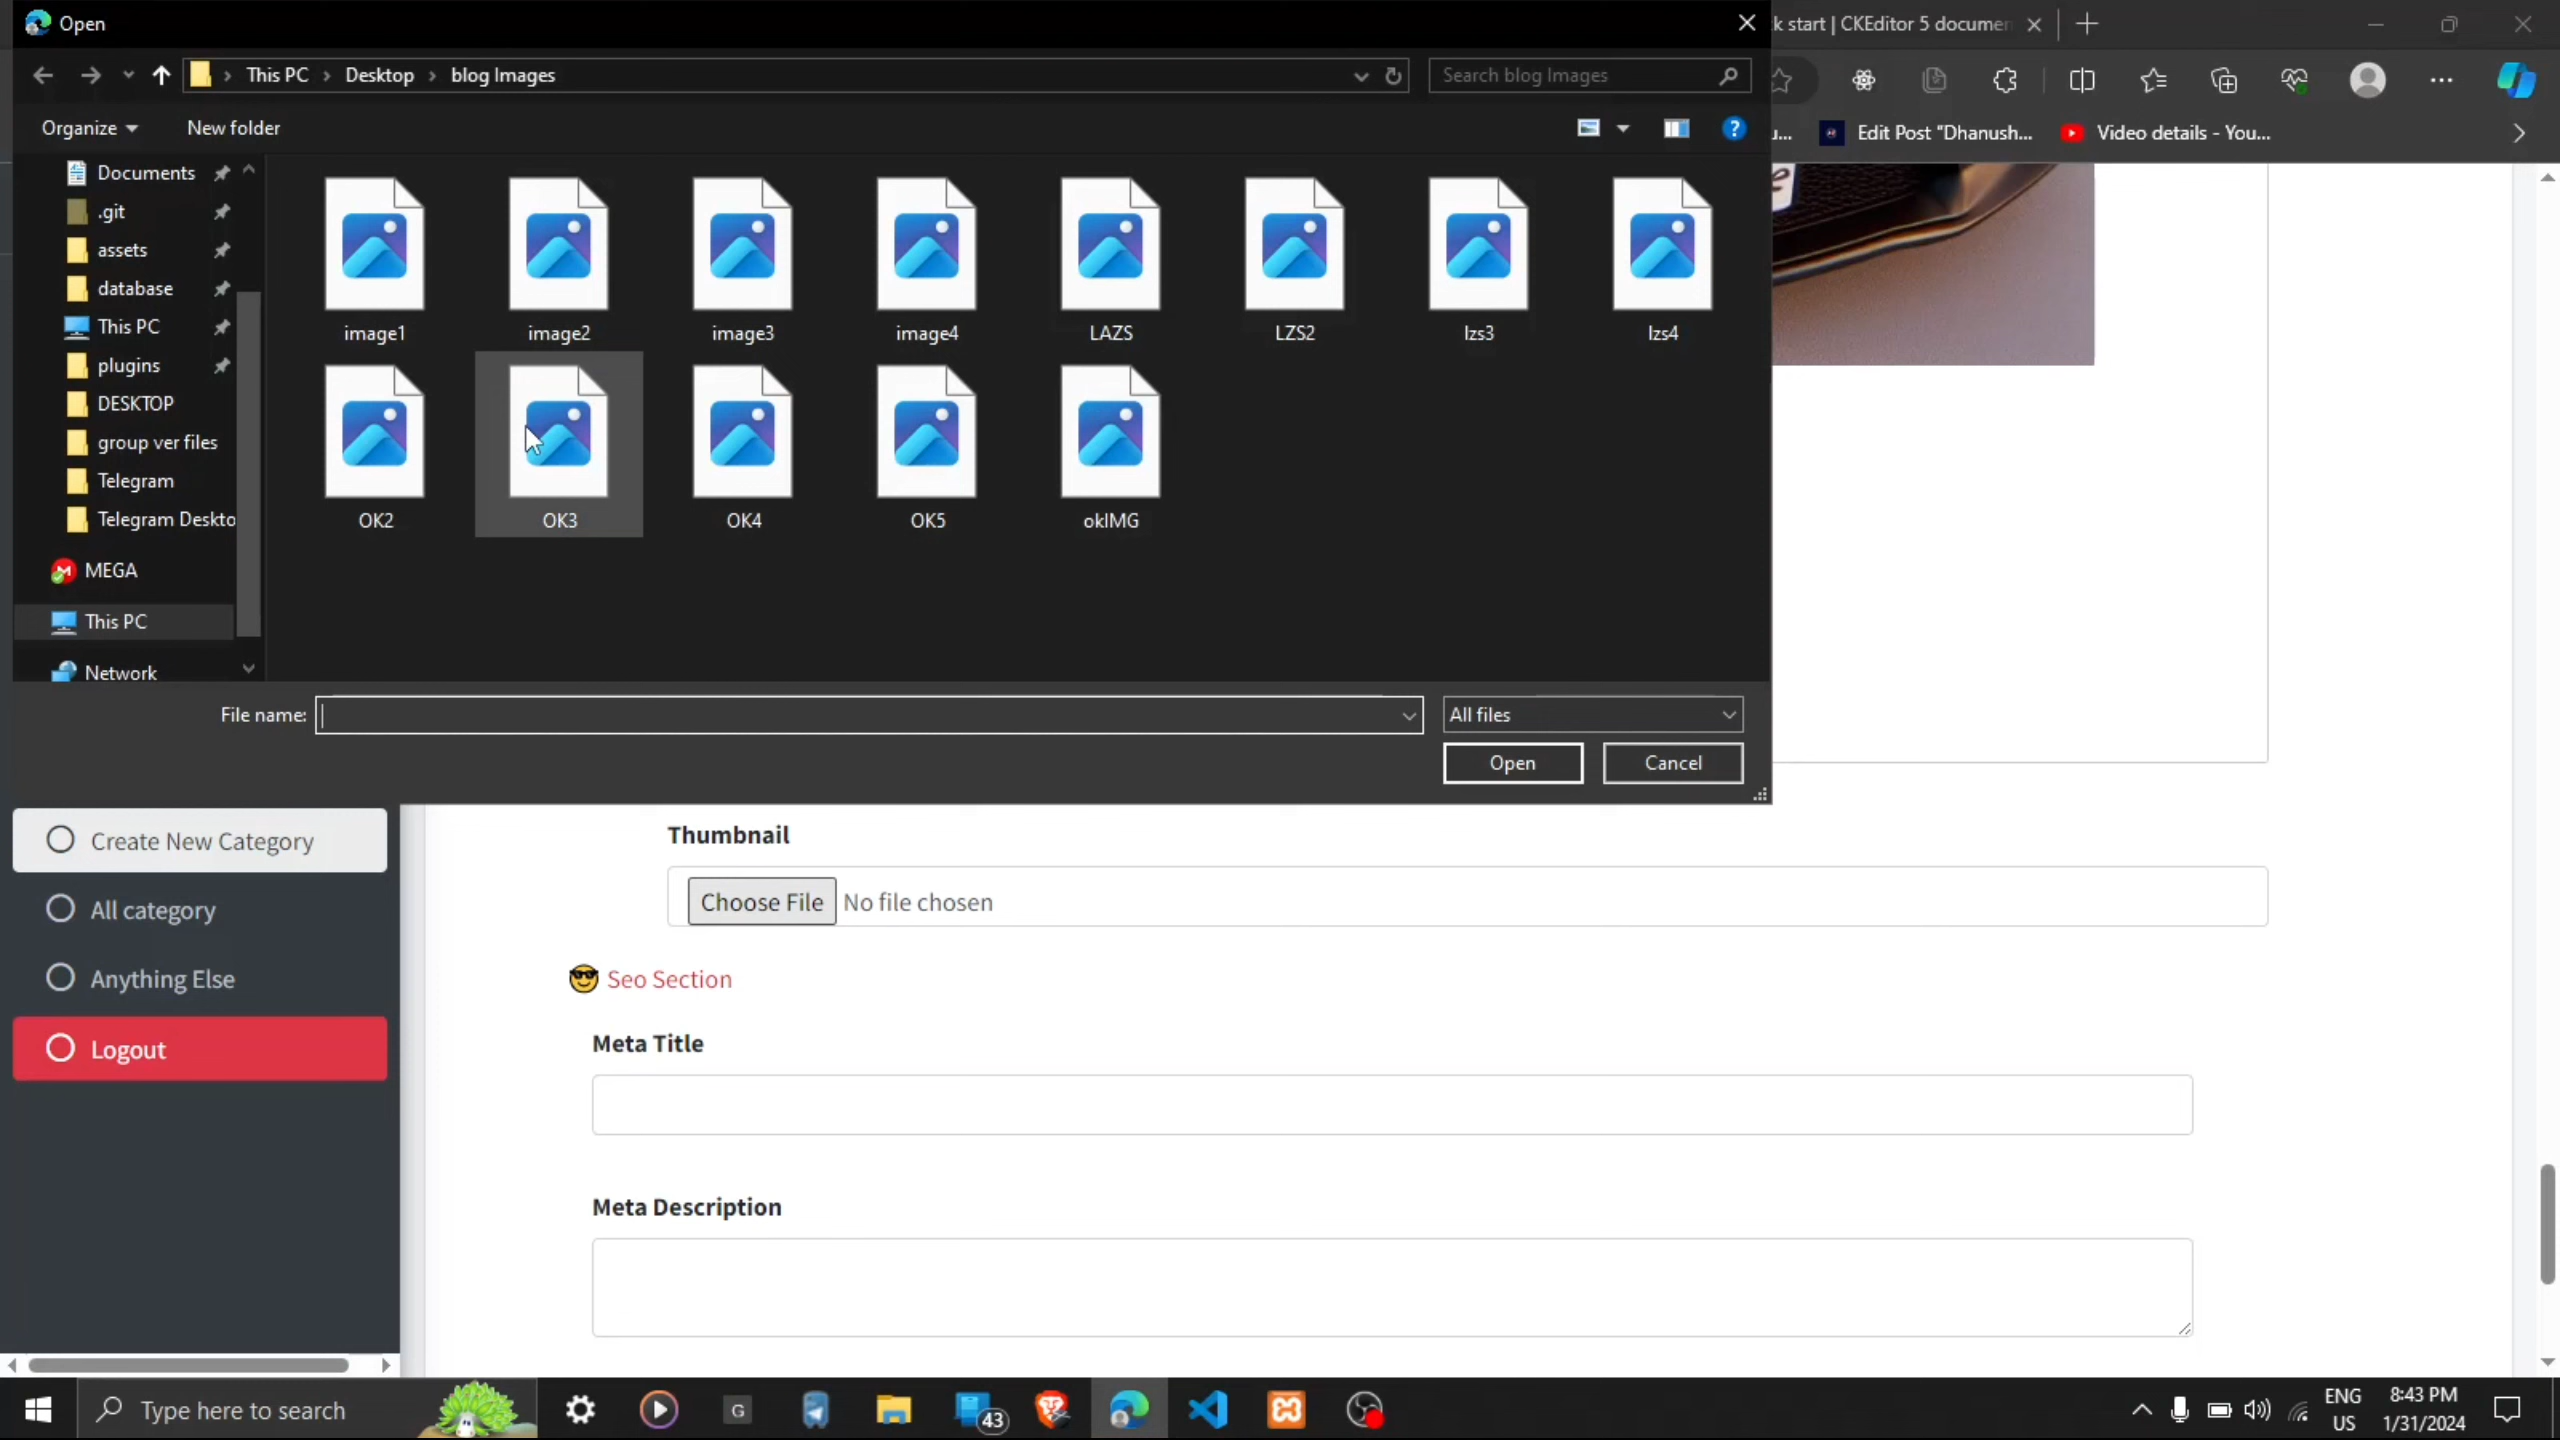 Open
k start | CKEditor 5 documen
This PC > Desktop > blog Images
Search blog Images
Organize
New folder
Edit Post "Dhanush...
Video details - You...
Documents
.git
assets
database
This PC
plugins
DESKTOP
group ver files
Telegram
Telegram Deskto
MEGA
This PC
Network
image1
image2
image3
image4
LAZS
LZS2
lzs3
lzs4
OK2
OK3
OK4
OK5
okIMG
File name:
All files
Open
Cancel
Create New Category
All category
Anything Else
Logout
Thumbnail
Choose File No file chosen
😎 Seo Section
Meta Title
Meta Description
Type here to search
G
43
ENG
US
8:43 PM
1/31/2024